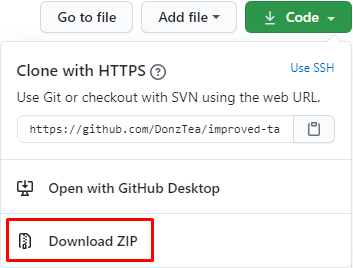 Go to file Add file Code
Clone with HTTPS ? Use SSH
Use Git or checkout with SVN using the web URL.
https://github.com/DonzTea/improved-ta
Open with GitHub Desktop
Download ZIP